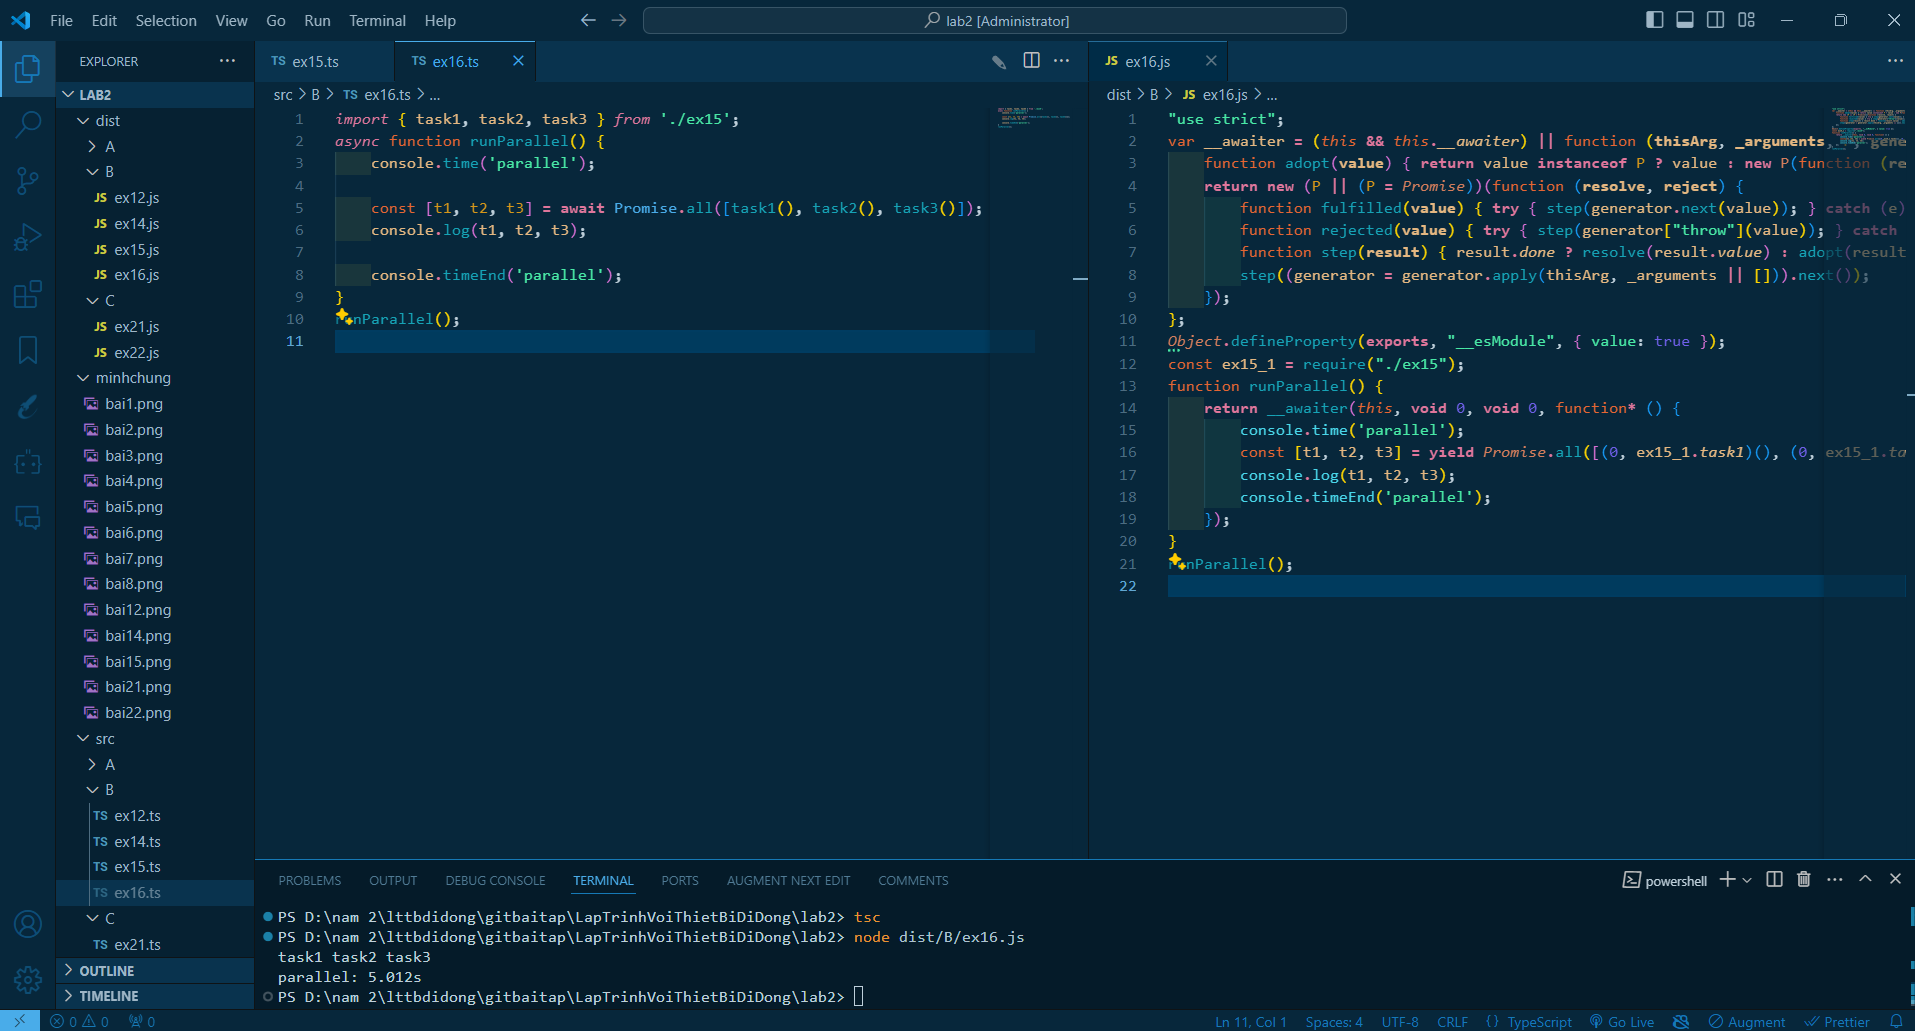 File Edit Selection View Go Run Terminal Help
lab2 [Administrator]
EXPLORER
LAB2
dist
A
B
JS ex12.js
JS ex14.js
JS ex15.js
JS ex16.js
C
JS ex21.js
JS ex22.js
minhchung
bai1.png
bai2.png
bai3.png
bai4.png
bai5.png
bai6.png
bai7.png
bai8.png
bai12.png
bai14.png
bai15.png
bai21.png
bai22.png
src
A
B
TS ex12.ts
TS ex14.ts
TS ex15.ts
TS ex16.ts
C
TS ex21.ts
OUTLINE
TIMELINE
TS ex15.ts
TS ex16.ts
src > B > TS ex16.ts > ...
1 import { task1, task2, task3 } from './ex15';
2 async function runParallel() {
3 console.time('parallel');
4
5 const [t1, t2, t3] = await Promise.all([task1(), task2(), task3()]);
6 console.log(t1, t2, t3);
7
8 console.timeEnd('parallel');
9 }
10 runParallel();
11
JS ex16.js
dist > B > JS ex16.js > ...
1 "use strict";
2 var __awaiter = (this && this.__awaiter) || function (thisArg, _arguments,
3 function adopt(value) { return value instanceof P ? value : new P(function (re
4 return new (P || (P = Promise))(function (resolve, reject) {
5 function fulfilled(value) { try { step(generator.next(value)); } catch (e)
6 function rejected(value) { try { step(generator["throw"](value)); } catch
7 function step(result) { result.done ? resolve(result.value) : adopt(result
8 step((generator = generator.apply(thisArg, _arguments || [])).next());
9 });
10 };
11 Object.defineProperty(exports, "__esModule", { value: true });
12 const ex15_1 = require("./ex15");
13 function runParallel() {
14 return __awaiter(this, void 0, void 0, function* () {
15 console.time('parallel');
16 const [t1, t2, t3] = yield Promise.all([(0, ex15_1.task1)(), (0, ex15_1.ta
17 console.log(t1, t2, t3);
18 console.timeEnd('parallel');
19 });
20 }
21 runParallel();
22
PROBLEMS OUTPUT DEBUG CONSOLE TERMINAL PORTS AUGMENT NEXT EDIT COMMENTS
powershell
PS D:\nam 2\lttbdidong\gitbaitap\LapTrinhVoiThietBiDiDong\lab2> tsc
PS D:\nam 2\lttbdidong\gitbaitap\LapTrinhVoiThietBiDiDong\lab2> node dist/B/ex16.js
task1 task2 task3
parallel: 5.012s
PS D:\nam 2\lttbdidong\gitbaitap\LapTrinhVoiThietBiDiDong\lab2>
0 0 0
Ln 11, Col 1 Spaces: 4 UTF-8 CRLF {} TypeScript Go Live Augment Prettier